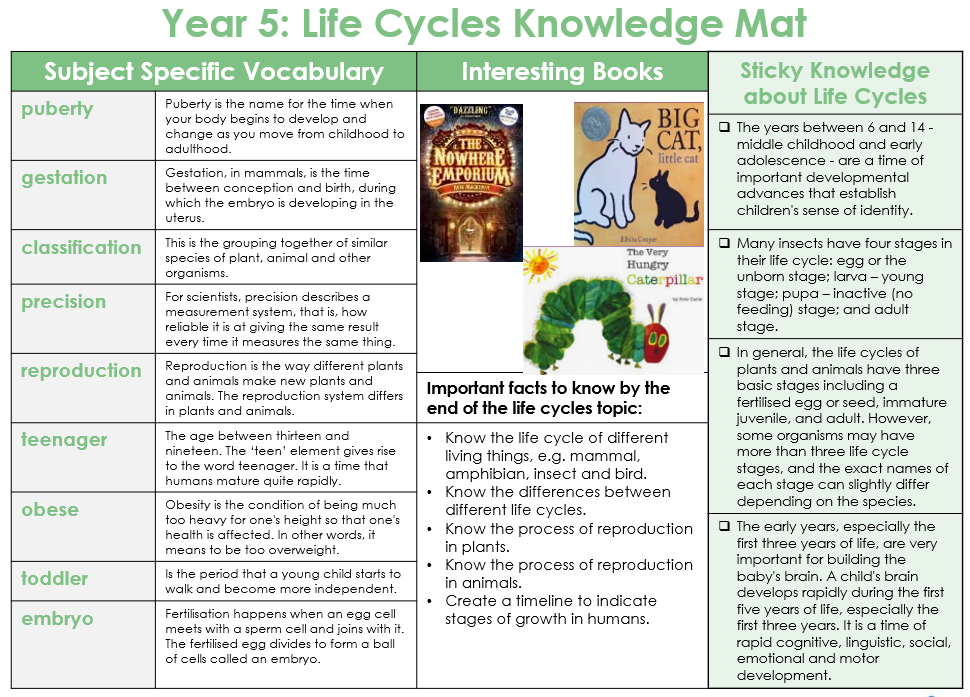 Year 5: Life Cycles Knowledge Mat
Subject Specific Vocabulary
puberty
Puberty is the name for the time when
your body begins to develop and
change as you move from childhood to
adulthood.
gestation
Gestation, in mammals, is the time
between conception and birth, during
which the embryo is developing in the
uterus.
classification
This is the grouping together of similar
species of plant, animal and other
organisms.
precision
For scientists, precision describes a
measurement system, that is, how
reliable it is at giving the same result
every time it measures the same thing.
reproduction
Reproduction is the way different plants
and animals make new plants and
animals. The reproduction system differs
in plants and animals.
teenager
The age between thirteen and
nineteen. The ‘teen’ element gives rise
to the word teenager. It is a time that
humans mature quite rapidly.
obese
Obesity is the condition of being much
too heavy for one's height so that one's
health is affected. In other words, it
means to be too overweight.
toddler
Is the period that a young child starts to
walk and become more independent.
embryo
Fertilisation happens when an egg cell
meets with a sperm cell and joins with it.
The fertilised egg divides to form a ball
of cells called an embryo.
Interesting Books
"DAZZLING"
THE
NOWHERE
EMPORIUM
ROSS MACKENZIE
BIG
CAT,
little cat
Elisha Cooper
The Very
Hungry
Caterpillar
by Eric Carle
Important facts to know by the
end of the life cycles topic:
• Know the life cycle of different
living things, e.g. mammal,
amphibian, insect and bird.
• Know the differences between
different life cycles.
• Know the process of reproduction
in plants.
• Know the process of reproduction
in animals.
• Create a timeline to indicate
stages of growth in humans.
Sticky Knowledge
about Life Cycles
❑ The years between 6 and 14 -
middle childhood and early
adolescence - are a time of
important developmental
advances that establish
children's sense of identity.
❑ Many insects have four stages in
their life cycle: egg or the
unborn stage; larva – young
stage; pupa – inactive (no
feeding) stage; and adult
stage.
❑ In general, the life cycles of
plants and animals have three
basic stages including a
fertilised egg or seed, immature
juvenile, and adult. However,
some organisms may have
more than three life cycle
stages, and the exact names of
each stage can slightly differ
depending on the species.
❑ The early years, especially the
first three years of life, are very
important for building the
baby's brain. A child's brain
develops rapidly during the first
five years of life, especially the
first three years. It is a time of
rapid cognitive, linguistic, social,
emotional and motor
development.